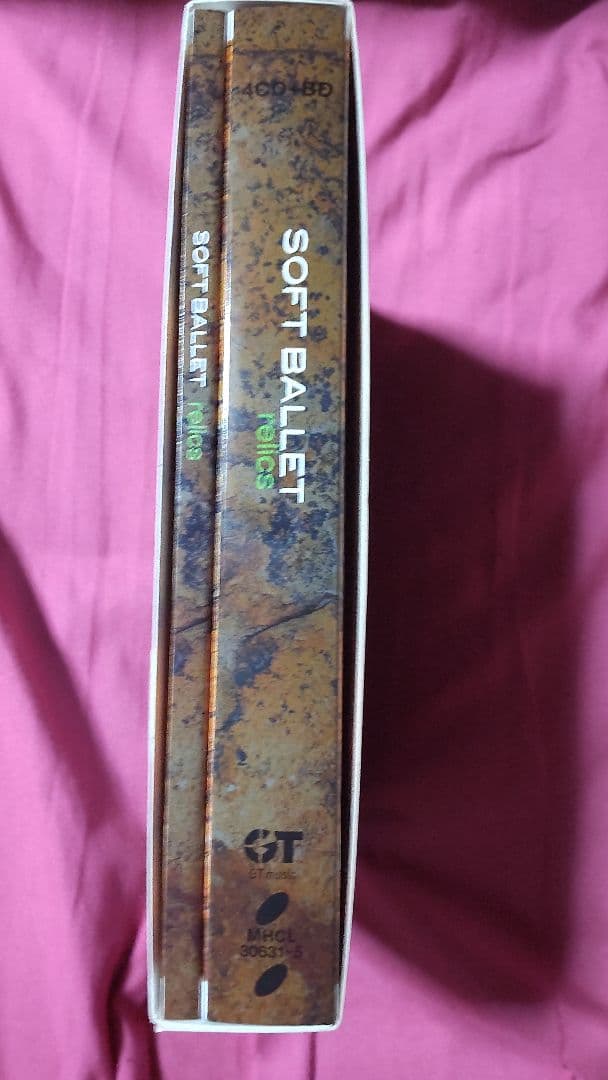 SOFT BALLET relics
4CD+BD
SOFT BALLET
relics
GT
GT music
MHCL
30631~5